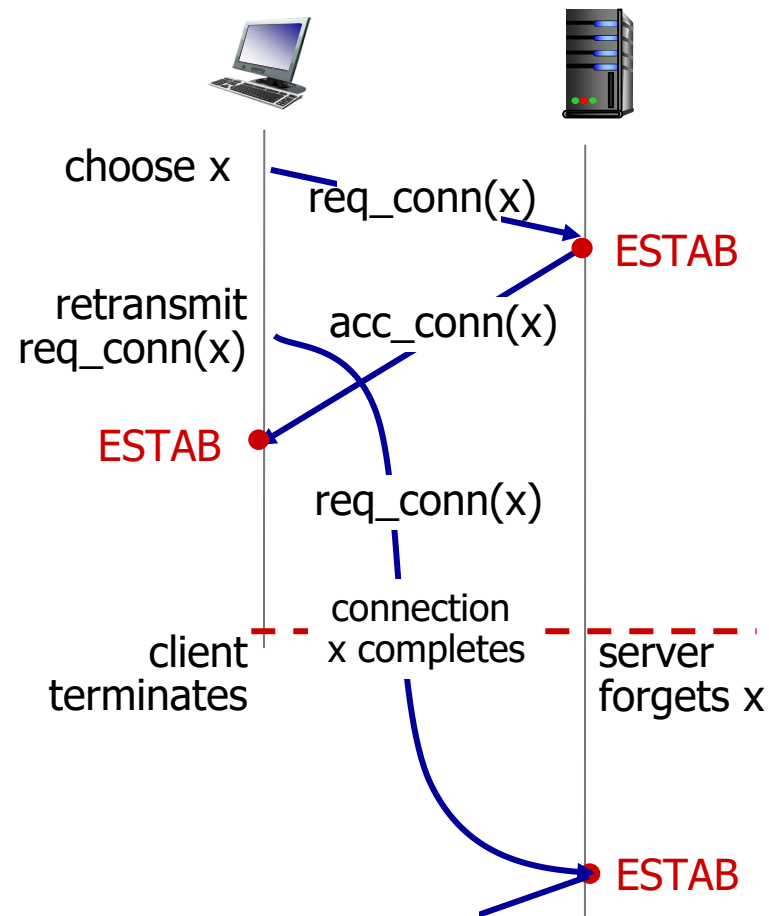 choose x
req_conn(x)
ESTAB
retransmit
req_conn(x)
acc_conn(x)
ESTAB
req_conn(x)
connection
x completes
client
terminates
server
forgets x
ESTAB